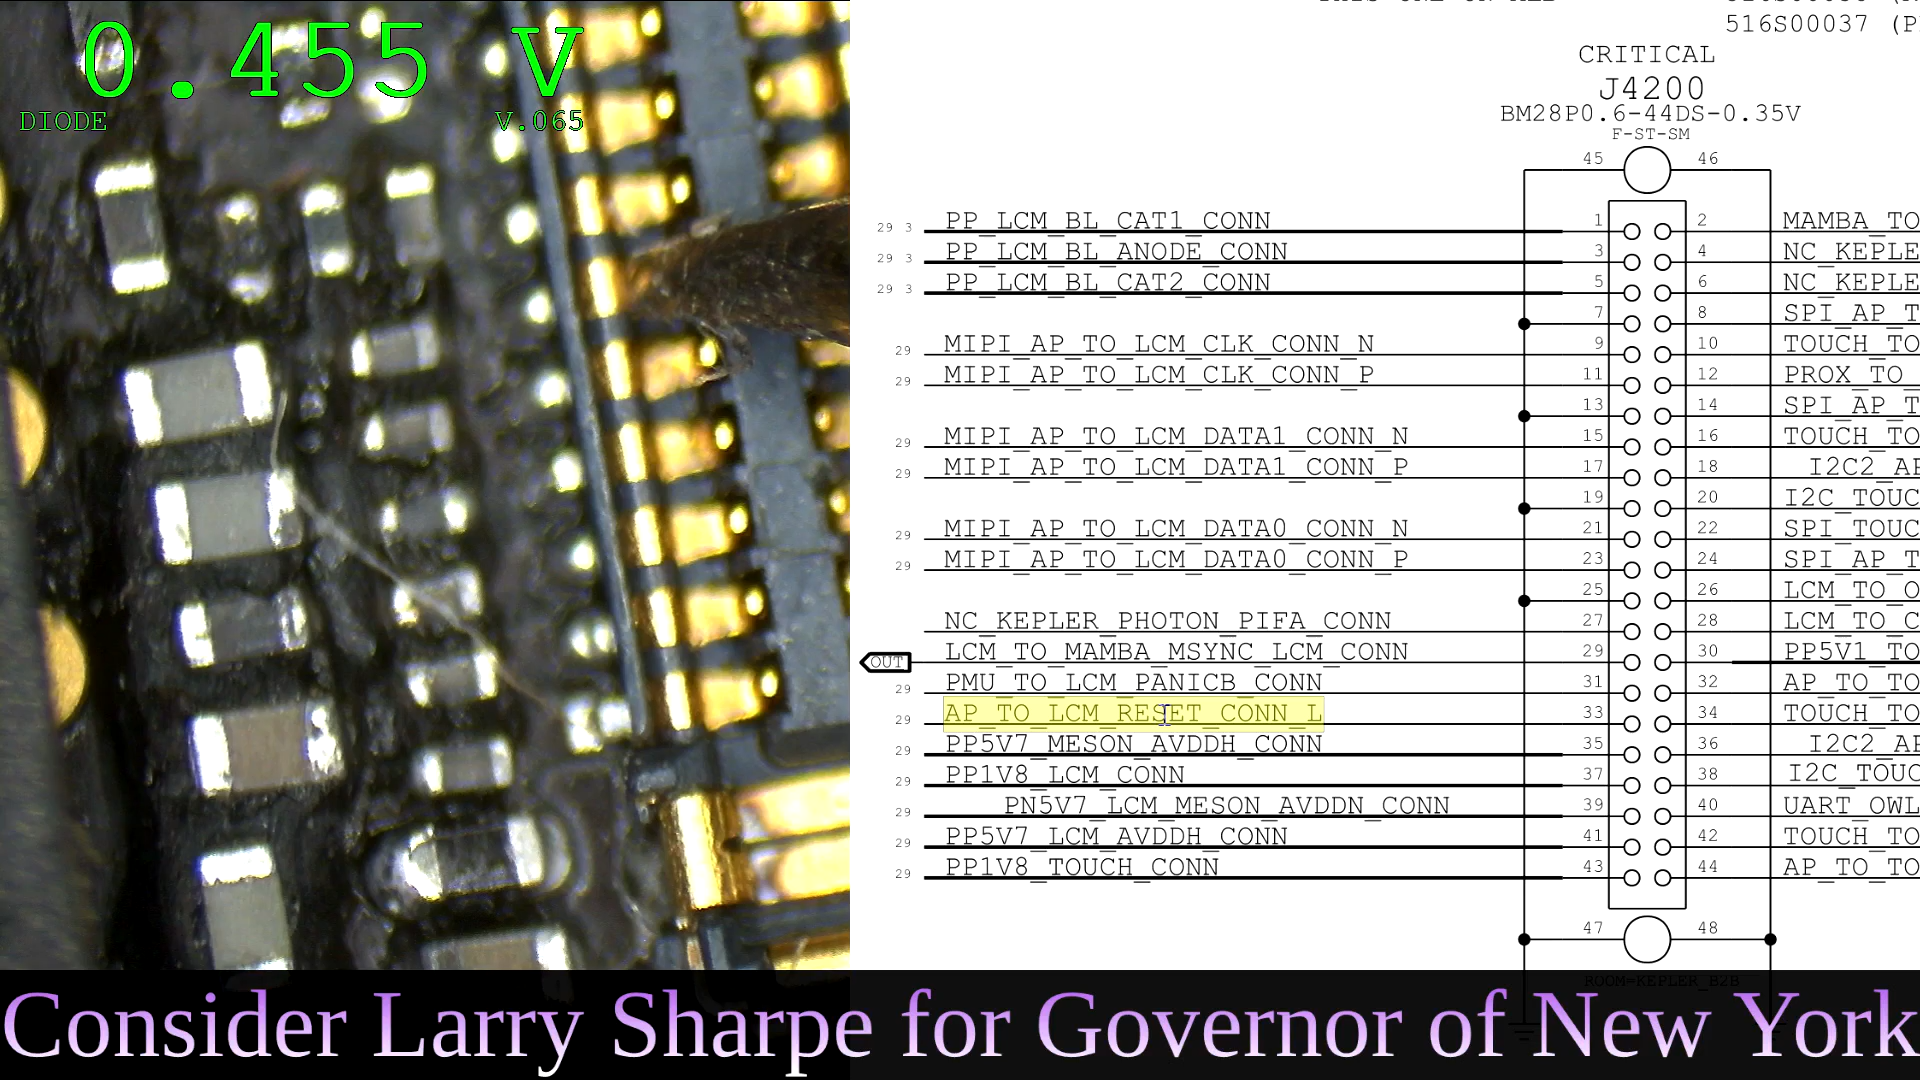 0.455 V
DIODE
V.065
516S00037 (P
CRITICAL
J4200
BM28P0.6-44DS-0.35V
F-ST-SM
45 46
29 3 PP_LCM_BL_CAT1_CONN 1 2 MAMBA_TO
29 3 PP_LCM_BL_ANODE_CONN 3 4 NC_KEPLE
29 3 PP_LCM_BL_CAT2_CONN 5 6 NC_KEPLE
7 8 SPI_AP_T
29 MIPI_AP_TO_LCM_CLK_CONN_N 9 10 TOUCH_TO
29 MIPI_AP_TO_LCM_CLK_CONN_P 11 12 PROX_TO_
13 14 SPI_AP_T
29 MIPI_AP_TO_LCM_DATA1_CONN_N 15 16 TOUCH_TO
29 MIPI_AP_TO_LCM_DATA1_CONN_P 17 18 I2C2_AP
19 20 I2C_TOUC
29 MIPI_AP_TO_LCM_DATA0_CONN_N 21 22 SPI_TOUC
29 MIPI_AP_TO_LCM_DATA0_CONN_P 23 24 SPI_AP_T
25 26 LCM_TO_O
NC_KEPLER_PHOTON_PIFA_CONN 27 28 LCM_TO_C
OUT LCM_TO_MAMBA_MSYNC_LCM_CONN 29 30 PP5V1_TO
29 PMU_TO_LCM_PANICB_CONN 31 32 AP_TO_TO
29 AP_TO_LCM_RESET_CONN_L 33 34 TOUCH_TO
29 PP5V7_MESON_AVDDH_CONN 35 36 I2C2_AP
29 PP1V8_LCM_CONN 37 38 I2C_TOUC
29 PN5V7_LCM_MESON_AVDDN_CONN 39 40 UART_OWL
29 PP5V7_LCM_AVDDH_CONN 41 42 TOUCH_TO
29 PP1V8_TOUCH_CONN 43 44 AP_TO_TO
47 48
ROOM=KEPLER_B2B
Consider Larry Sharpe for Governor of New York